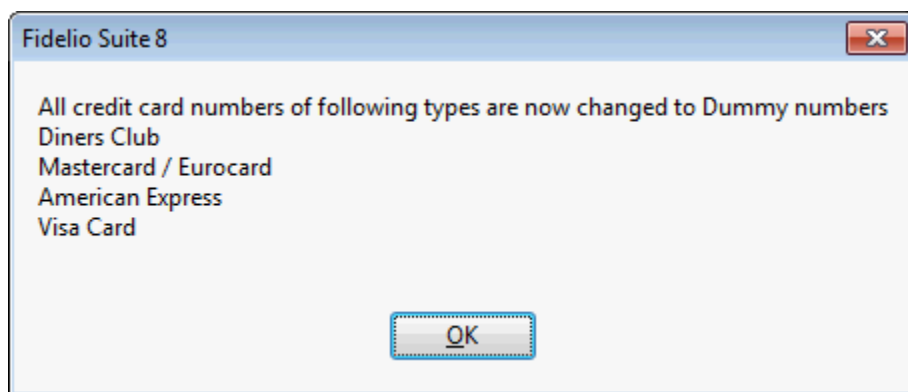 Fidelio Suite 8
All credit card numbers of following types are now changed to Dummy numbers
Diners Club
Mastercard / Eurocard
American Express
Visa Card
OK